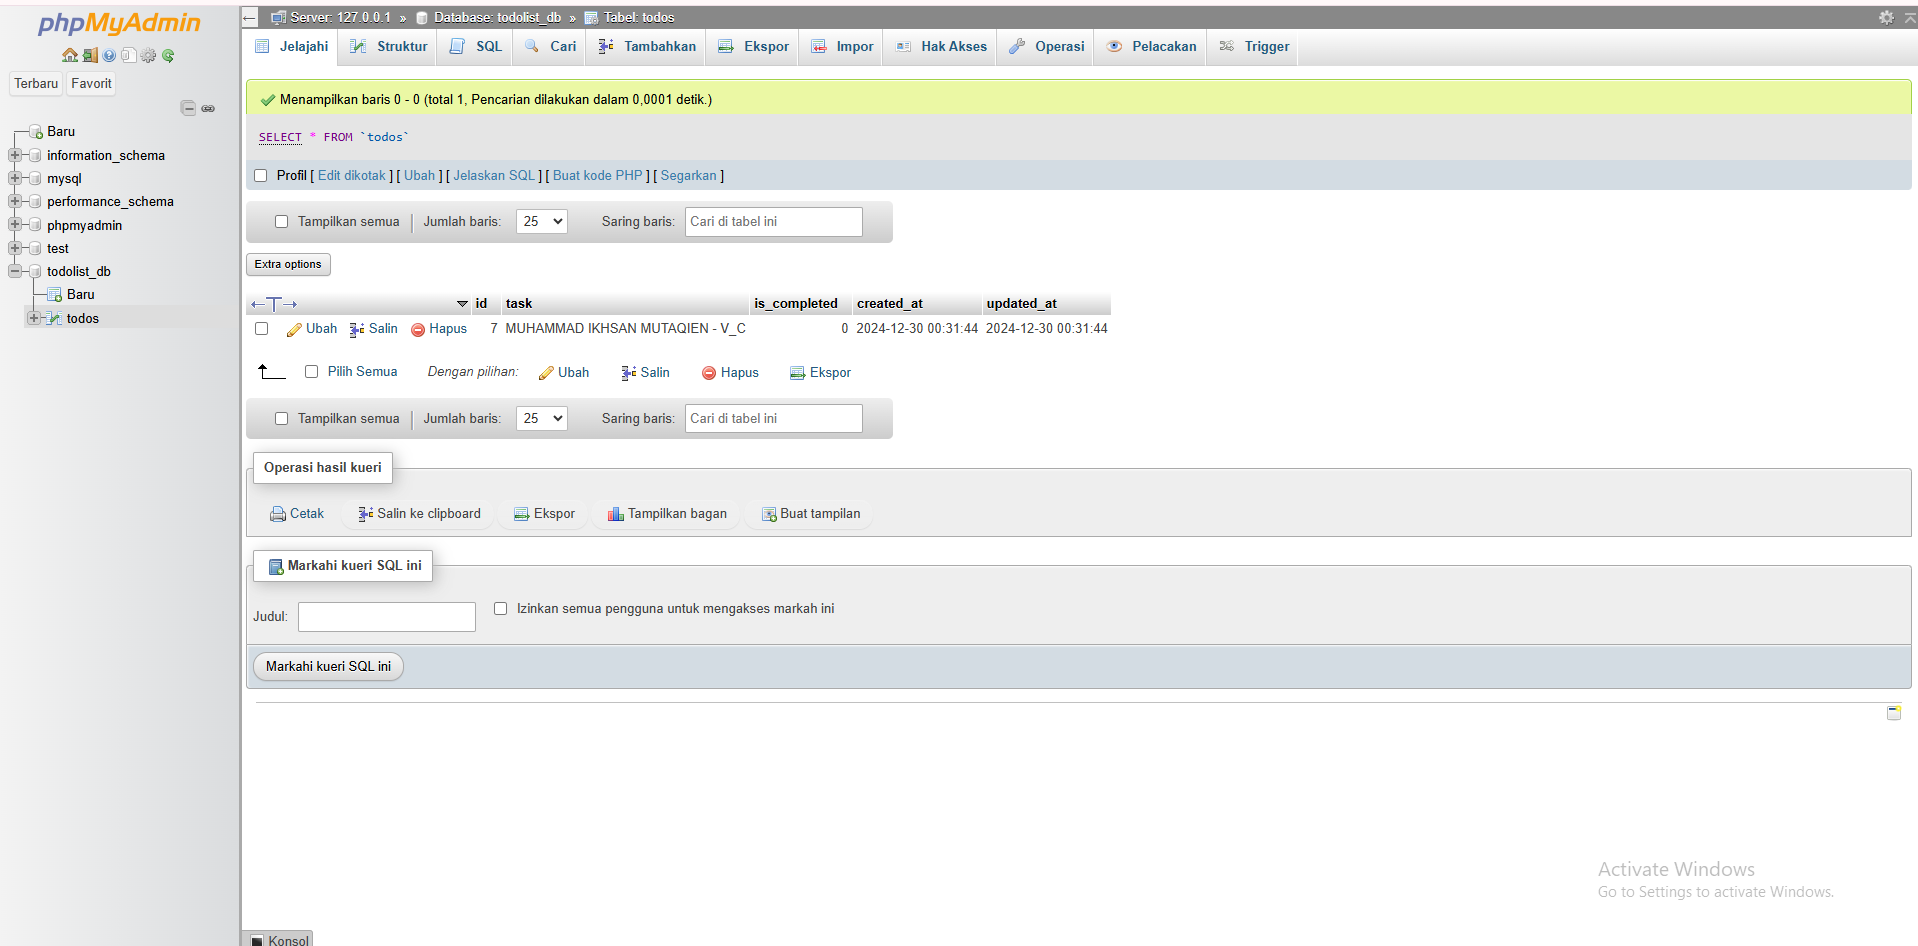 phpMyAdmin
Terbaru Favorit
Baru
information_schema
mysql
performance_schema
phpmyadmin
test
todolist_db
Baru
todos
Server: 127.0.0.1 » Database: todolist_db » Tabel: todos
Jelajahi Struktur SQL Cari Tambahkan Ekspor Impor Hak Akses Operasi Pelacakan Trigger
Menampilkan baris 0 - 0 (total 1, Pencarian dilakukan dalam 0,0001 detik.)
SELECT * FROM `todos`
Profil [ Edit dikotak ] [ Ubah ] [ Jelaskan SQL ] [ Buat kode PHP ] [ Segarkan ]
Tampilkan semua Jumlah baris: 25 Saring baris: Cari di tabel ini
Extra options
←T→ id task is_completed created_at updated_at
Ubah Salin Hapus 7 MUHAMMAD IKHSAN MUTAQIEN - V_C 0 2024-12-30 00:31:44 2024-12-30 00:31:44
Pilih Semua Dengan pilihan: Ubah Salin Hapus Ekspor
Tampilkan semua Jumlah baris: 25 Saring baris: Cari di tabel ini
Operasi hasil kueri
Cetak Salin ke clipboard Ekspor Tampilkan bagan Buat tampilan
Markahi kueri SQL ini
Judul: Izinkan semua pengguna untuk mengakses markah ini
Markahi kueri SQL ini
Activate Windows
Go to Settings to activate Windows.
Konsol